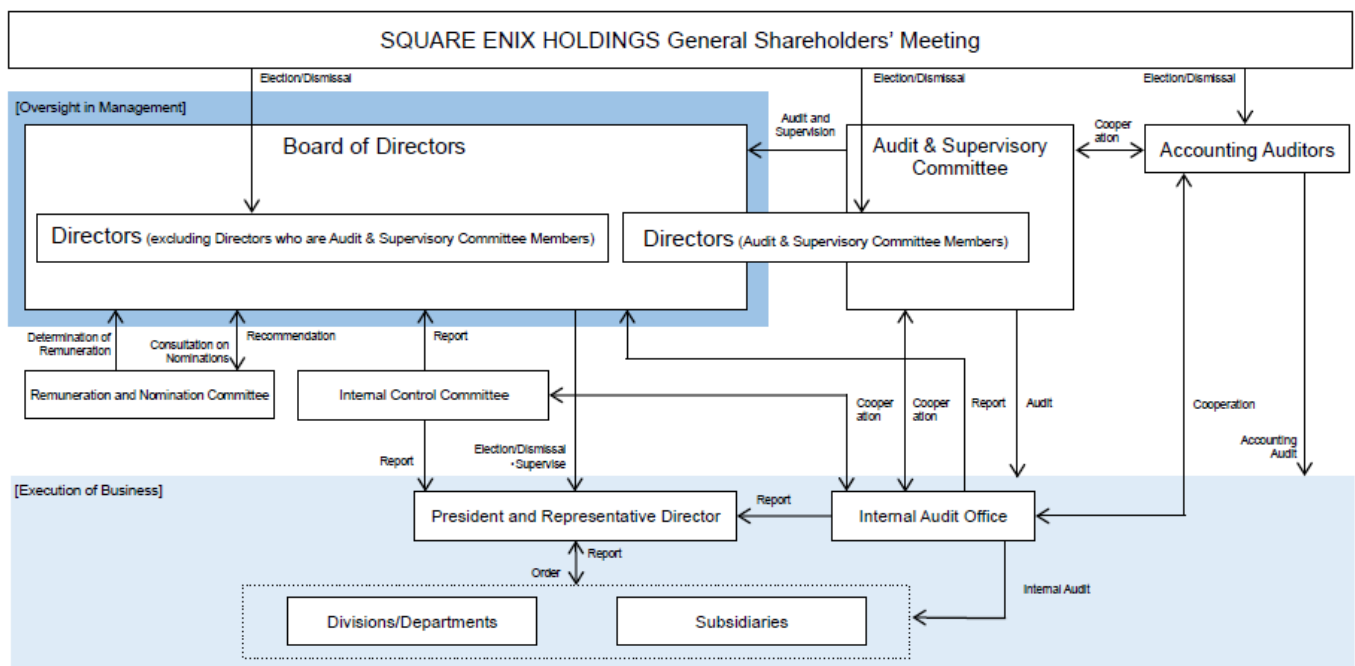 SQUARE ENIX HOLDINGS General Shareholders' Meeting
Election/Dismissal
Election/Dismissal
Election/Dismissal
[Oversight in Management]
Board of Directors
Audit and
Supervision
Audit & Supervisory
Committee
Cooper
ation
Accounting Auditors
Directors (excluding Directors who are Audit & Supervisory Committee Members)
Directors (Audit & Supervisory Committee Members)
Determination of
Remuneration
Consultation on
Nominations
Recommendation
Report
Remuneration and Nomination Committee
Internal Control Committee
Cooper
ation
Cooper
ation
Report
Audit
Cooperation
Report
Election/Dismissal
・Supervise
Accounting
Audit
[Execution of Business]
President and Representative Director
Report
Internal Audit Office
Report
Order
Internal Audit
Divisions/Departments
Subsidiaries